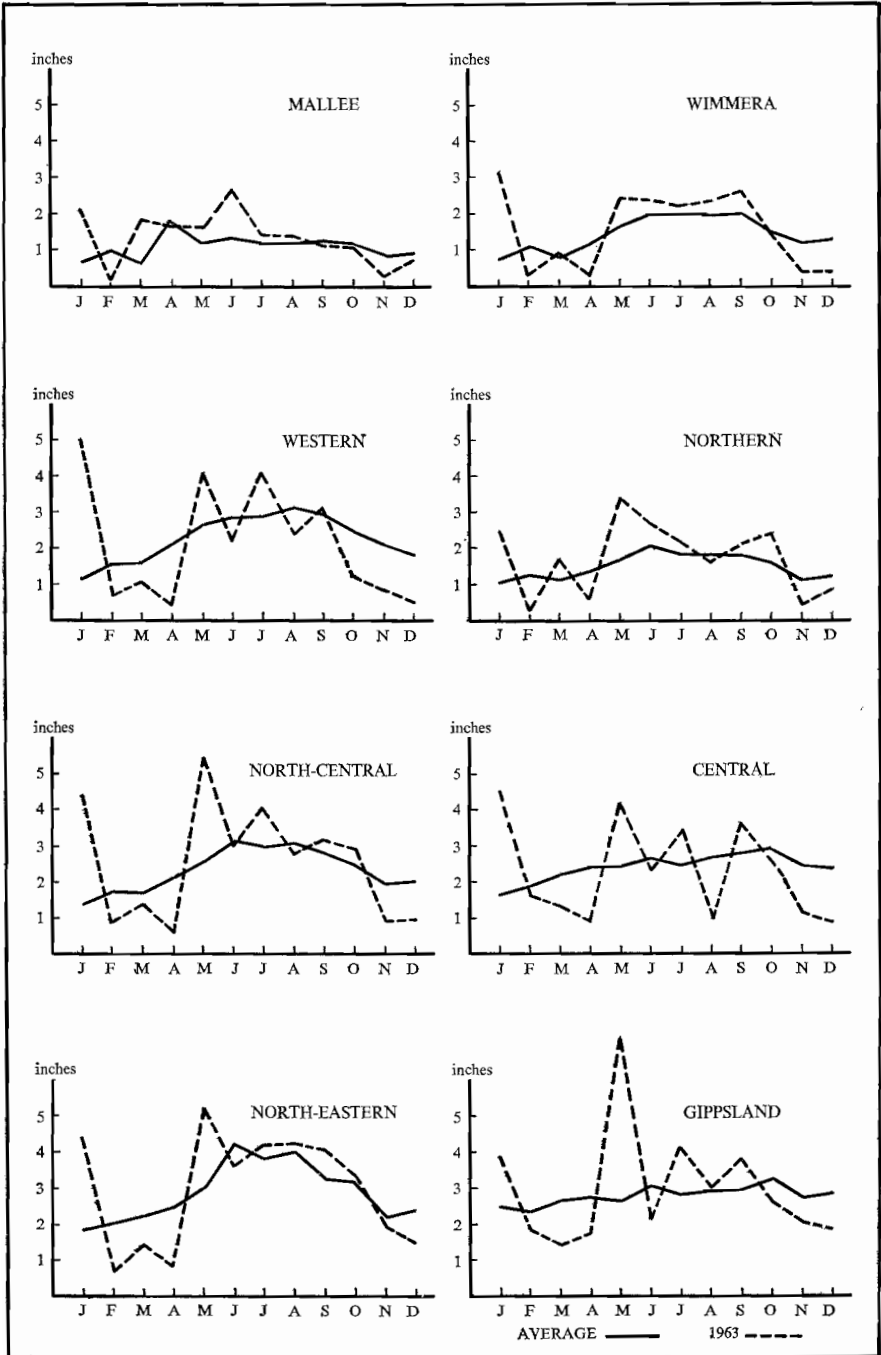 inches inches
MALLEE WIMMERA
5 5
4 4
3 3
2 2
1 1
J F M A M J J A S O N D J F M A M J J A S O N D
inches inches
WESTERN NORTHERN
5 5
4 4
3 3
2 2
1 1
J F M A M J J A S O N D J F M A M J J A S O N D
inches inches
NORTH-CENTRAL CENTRAL
5 5
4 4
3 3
2 2
1 1
J F M A M J J A S O N D J F M A M J J A S O N D
inches inches
NORTH-EASTERN GIPPSLAND
5 5
4 4
3 3
2 2
1 1
J F M A M J J A S O N D J F M A M J J A S O N D
AVERAGE 1963